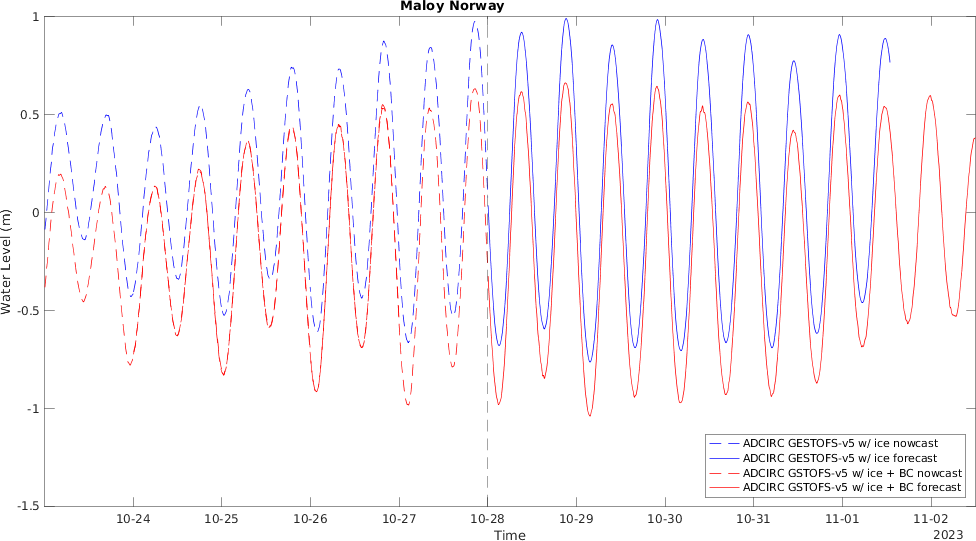 Maloy Norway
1
0.5
0
-0.5
-1
-1.5
Water Level (m)
ADCIRC GESTOFS-v5 w/ ice nowcast
ADCIRC GESTOFS-v5 w/ ice forecast
ADCIRC GSTOFS-v5 w/ ice + BC nowcast
ADCIRC GSTOFS-v5 w/ ice + BC forecast
10-24 10-25 10-26 10-27 10-28 10-29 10-30 10-31 11-01 11-02
Time
2023